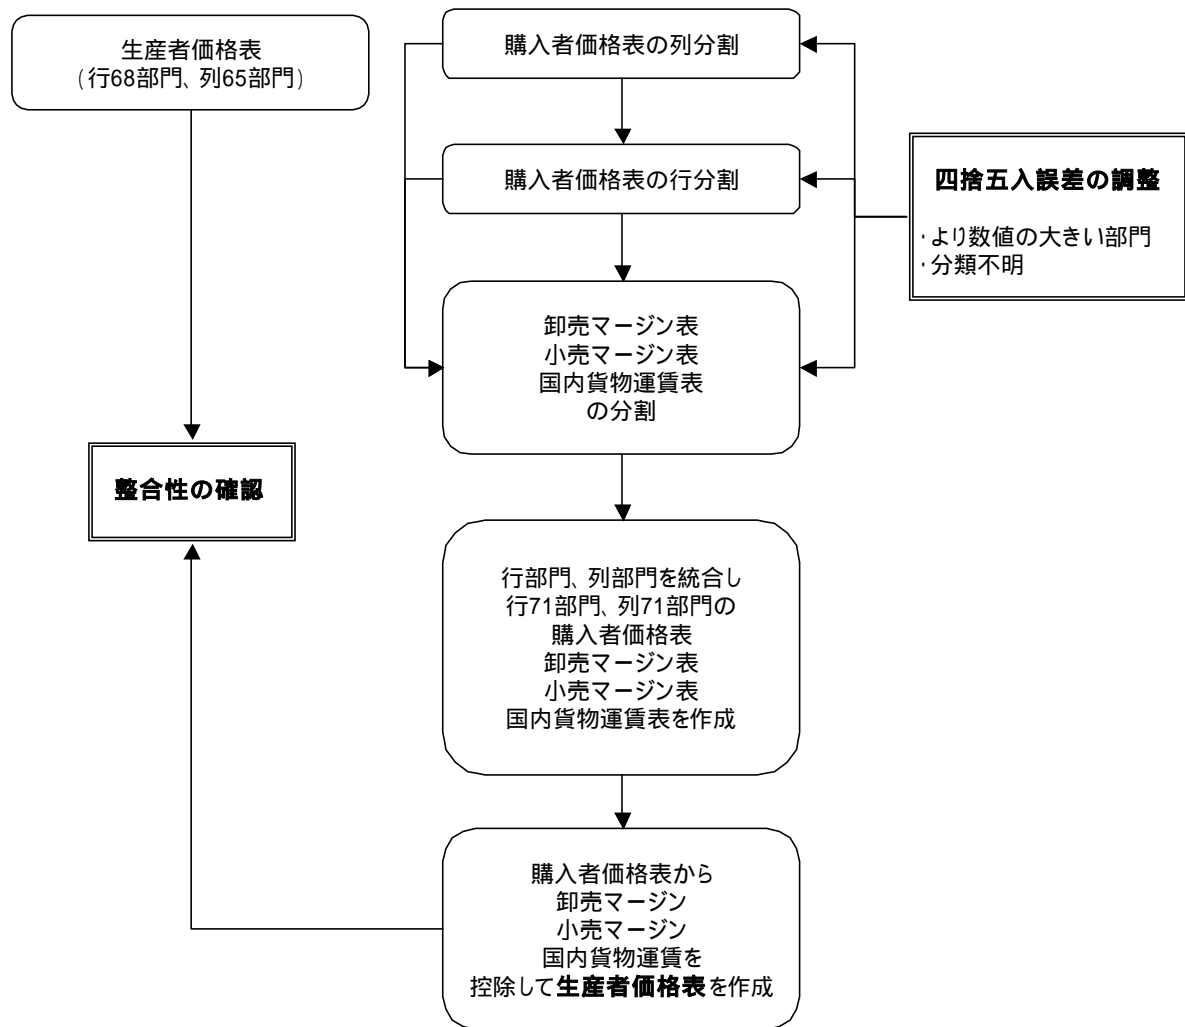 生産者価格表
（行68部門、列65部門）
購入者価格表の列分割
購入者価格表の行分割
四捨五入誤差の調整
・より数値の大きい部門
・分類不明
卸売マージン表
小売マージン表
国内貨物運賃表
の分割
整合性の確認
行部門、列部門を統合し
行71部門、列71部門の
購入者価格表
卸売マージン表
小売マージン表
国内貨物運賃表を作成
購入者価格表から
卸売マージン
小売マージン
国内貨物運賃を
控除して生産者価格表を作成